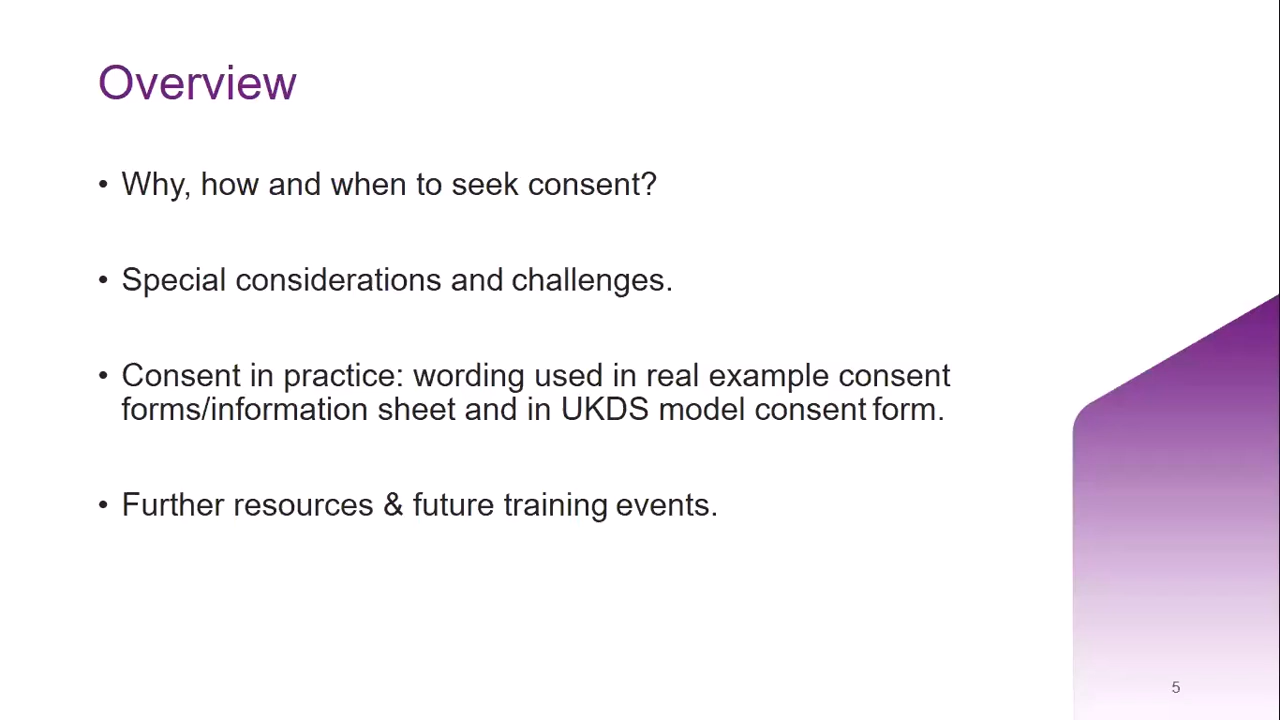 Overview
• Why, how and when to seek consent?
• Special considerations and challenges.
• Consent in practice: wording used in real example consent
forms/information sheet and in UKDS model consent form.
• Further resources & future training events.
5